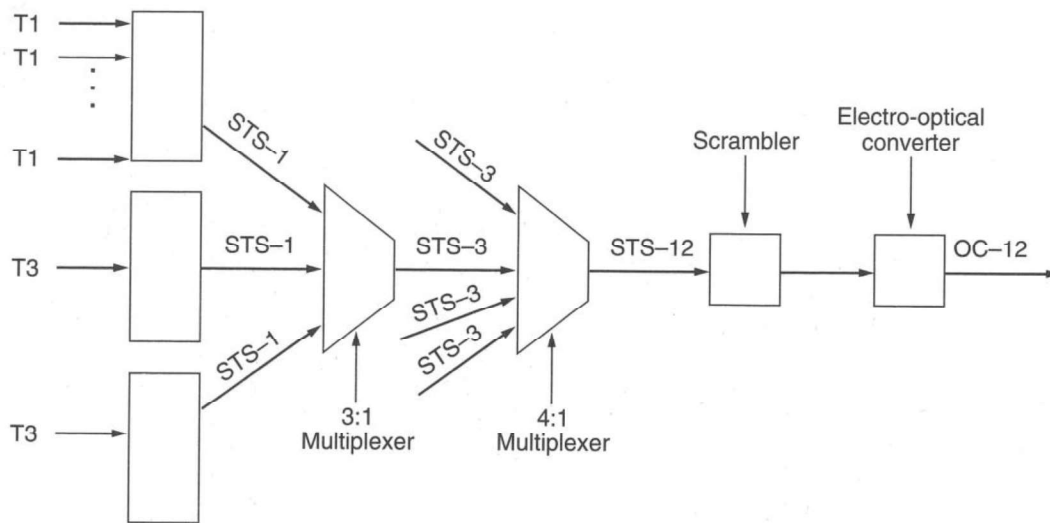 T1
T1
T1
T3
T3
STS–1
STS–1
STS–1
3:1
Multiplexer
STS–3
STS–3
STS–3
STS–3
4:1
Multiplexer
STS–12
Scrambler
Electro-optical
converter
OC–12